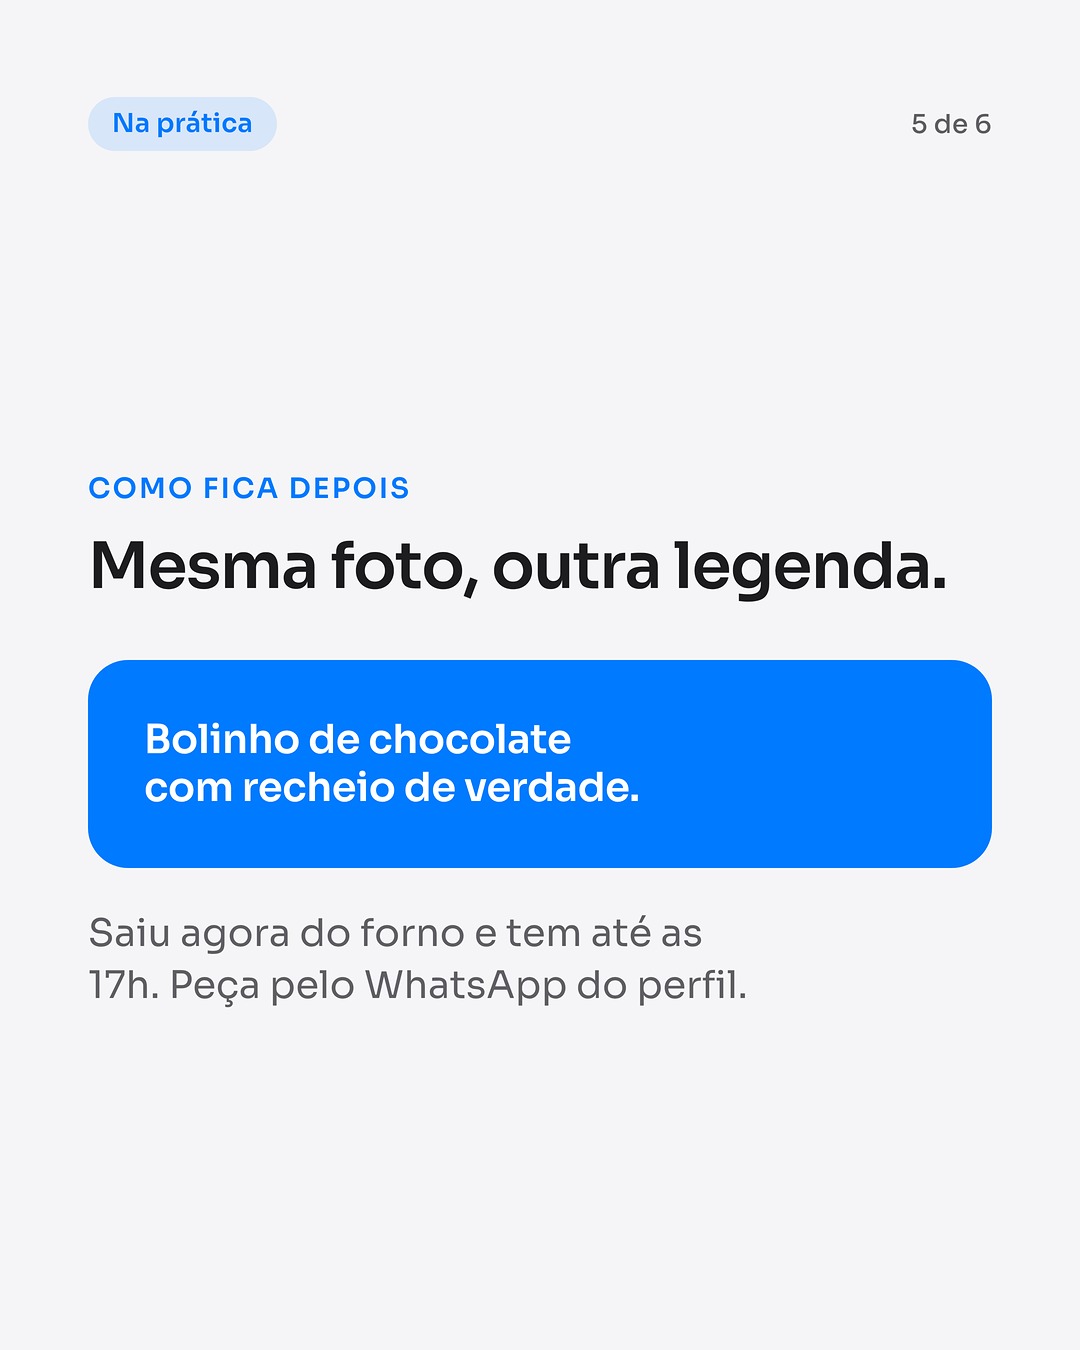 Na prática
5 de 6
COMO FICA DEPOIS
Mesma foto, outra legenda.
Bolinho de chocolate
com recheio de verdade.
Saiu agora do forno e tem até as
17h. Peça pelo WhatsApp do perfil.